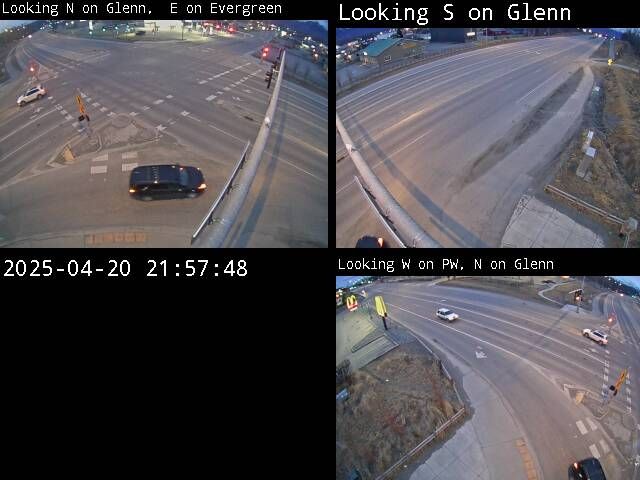 Looking N on Glenn,  E on Evergreen
Looking S on Glenn
2025-04-20 21:57:48
Looking W on PW, N on Glenn